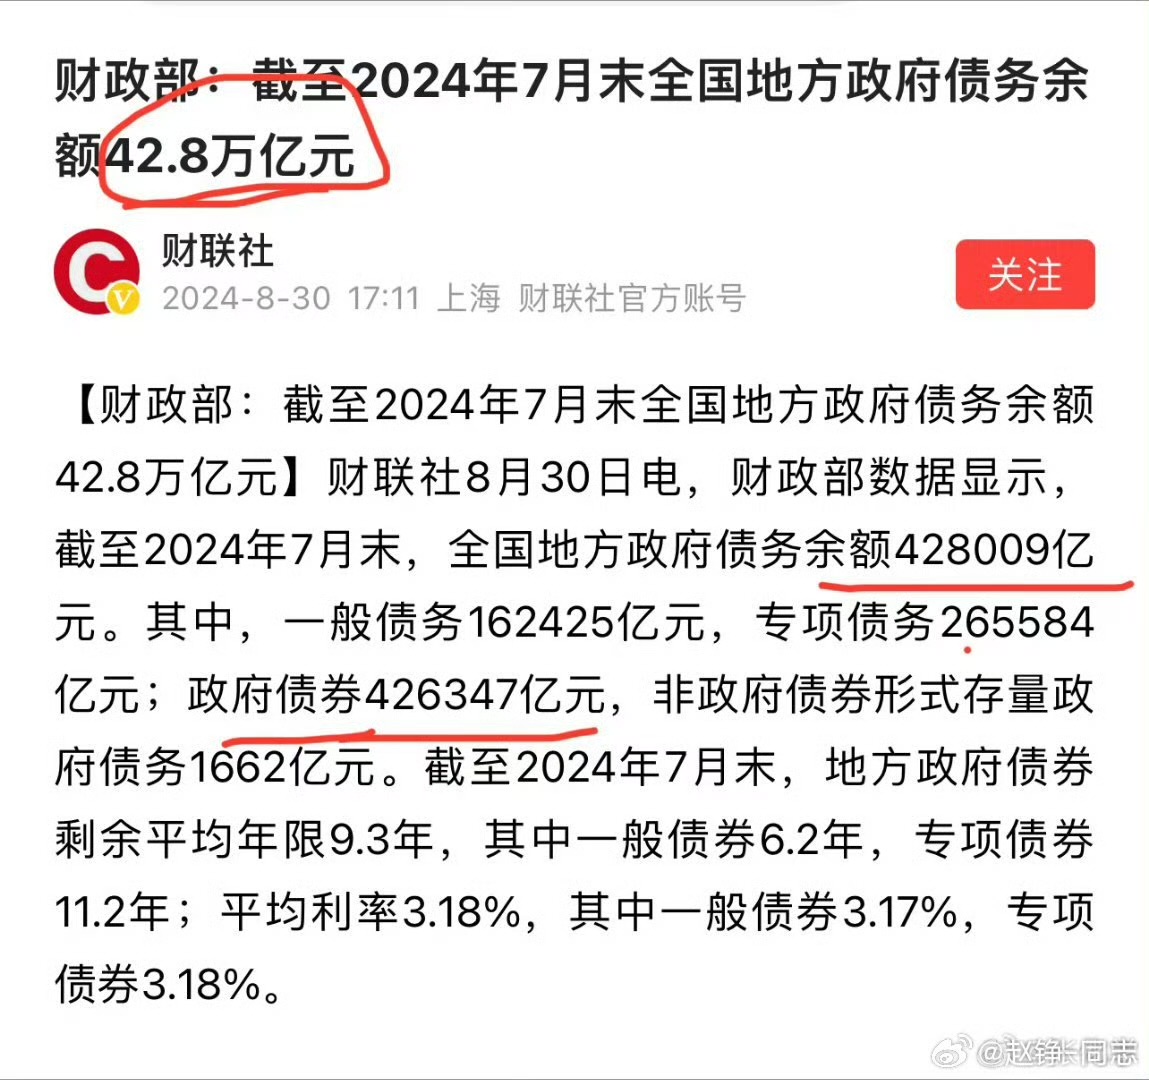 财政部：截至2024年7月末全国地方政府债务余
额42.8万亿元
财联社
2024-8-30 17:11 上海 财联社官方账号
关注
【财政部：截至2024年7月末全国地方政府债务余额
42.8万亿元】财联社8月30日电，财政部数据显示，
截至2024年7月末，全国地方政府债务余额428009亿
元。其中，一般债务162425亿元，专项债务265584
亿元；政府债券426347亿元，非政府债券形式存量政
府债务1662亿元。截至2024年7月末，地方政府债券
剩余平均年限9.3年，其中一般债券6.2年，专项债券
11.2年；平均利率3.18%，其中一般债券3.17%，专项
债券3.18%。
@赵铮长同志